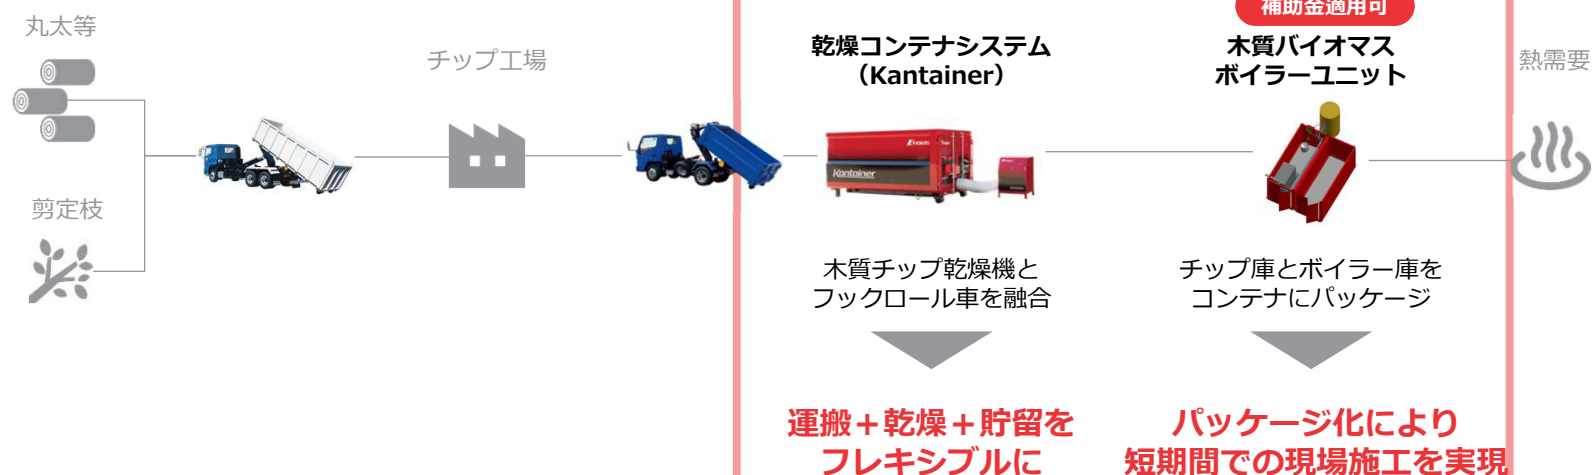 丸太等
剪定枝
チップ工場
乾燥コンテナシステム
（Kantainer）
Kantainer
木質チップ乾燥機と
フックロール車を融合
運搬＋乾燥＋貯留を
フレキシブルに
補助金適用可
木質バイオマス
ボイラーユニット
チップ庫とボイラー庫を
コンテナにパッケージ
パッケージ化により
短期間での現場施工を実現
熱需要